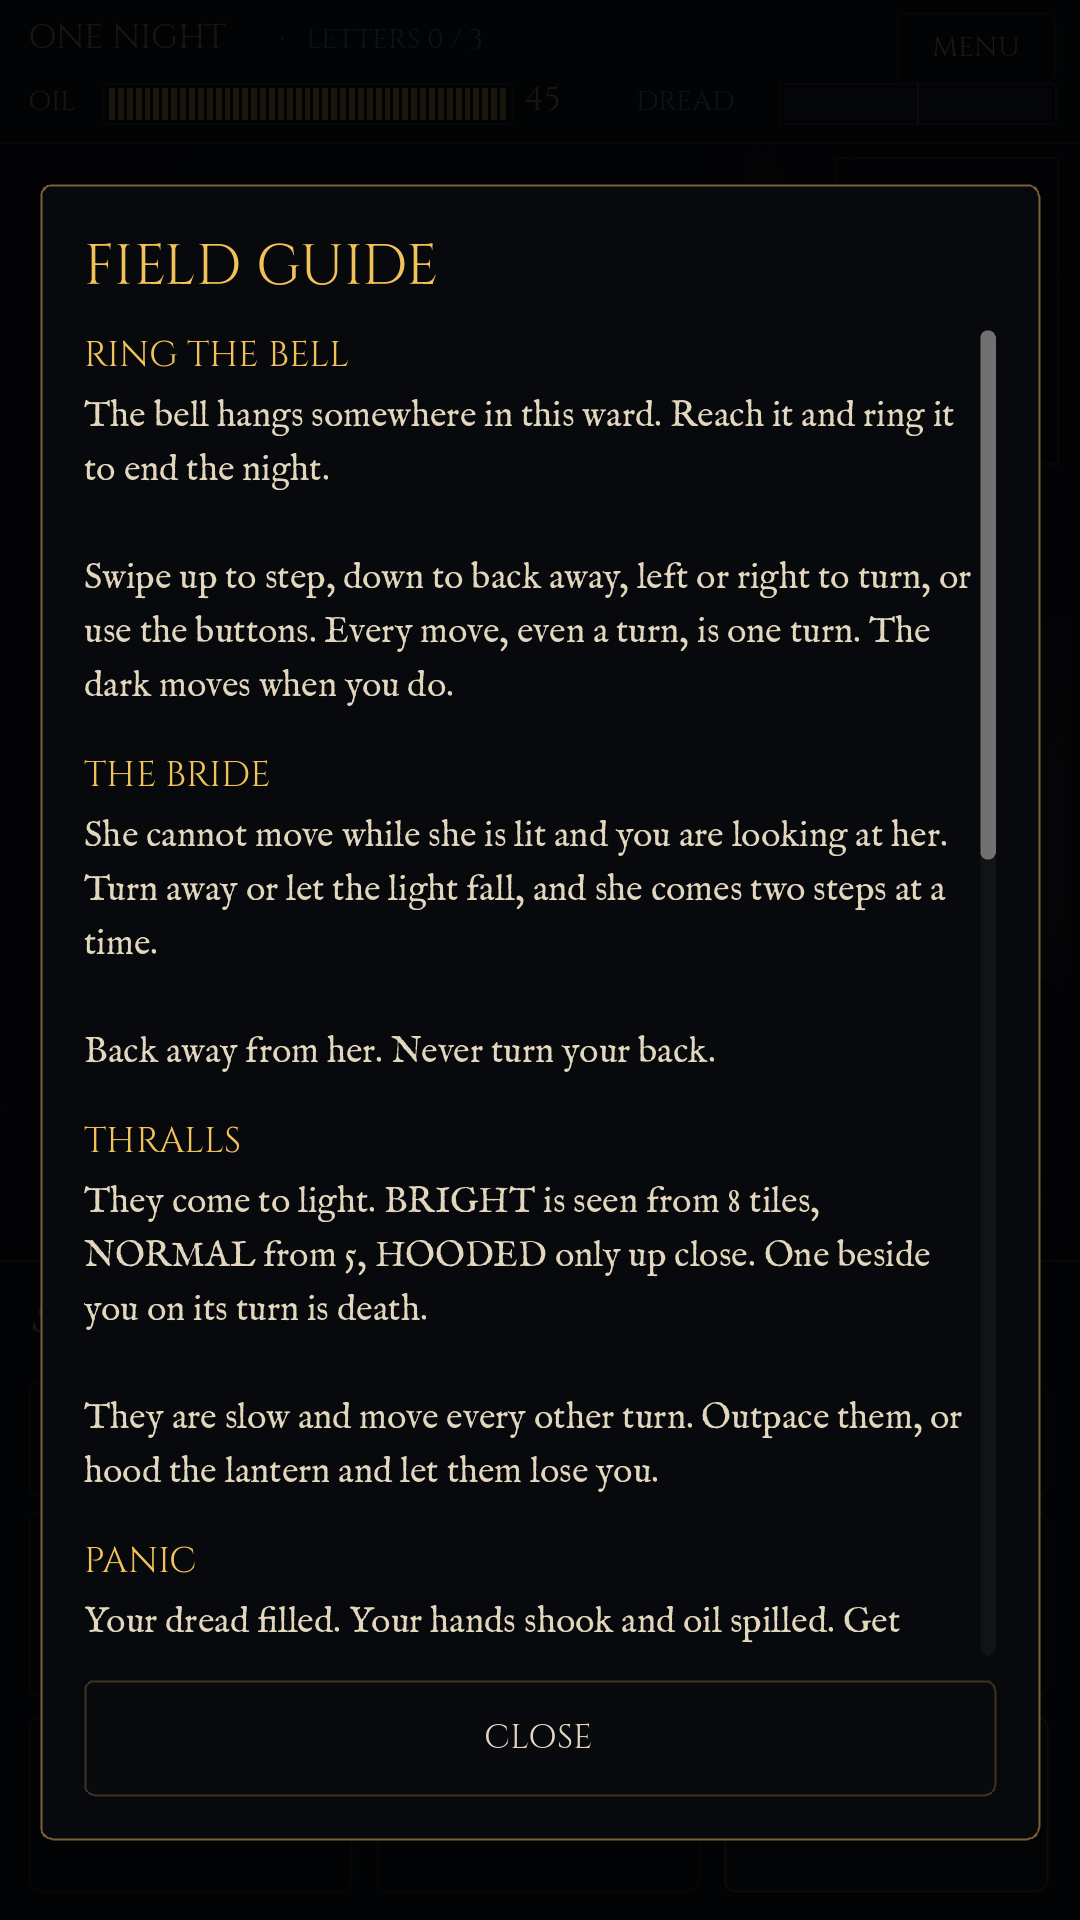 ONE NIGHT · LETTERS 0 / 3
MENU
OIL 45 DREAD
FIELD GUIDE
RING THE BELL
The bell hangs somewhere in this ward. Reach it and ring it
to end the night.
Swipe up to step, down to back away, left or right to turn, or
use the buttons. Every move, even a turn, is one turn. The
dark moves when you do.
THE BRIDE
She cannot move while she is lit and you are looking at her.
Turn away or let the light fall, and she comes two steps at a
time.
Back away from her. Never turn your back.
THRALLS
They come to light. BRIGHT is seen from 8 tiles,
NORMAL from 5, HOODED only up close. One beside
you on its turn is death.
They are slow and move every other turn. Outpace them, or
hood the lantern and let them lose you.
PANIC
Your dread filled. Your hands shook and oil spilled. Get
CLOSE